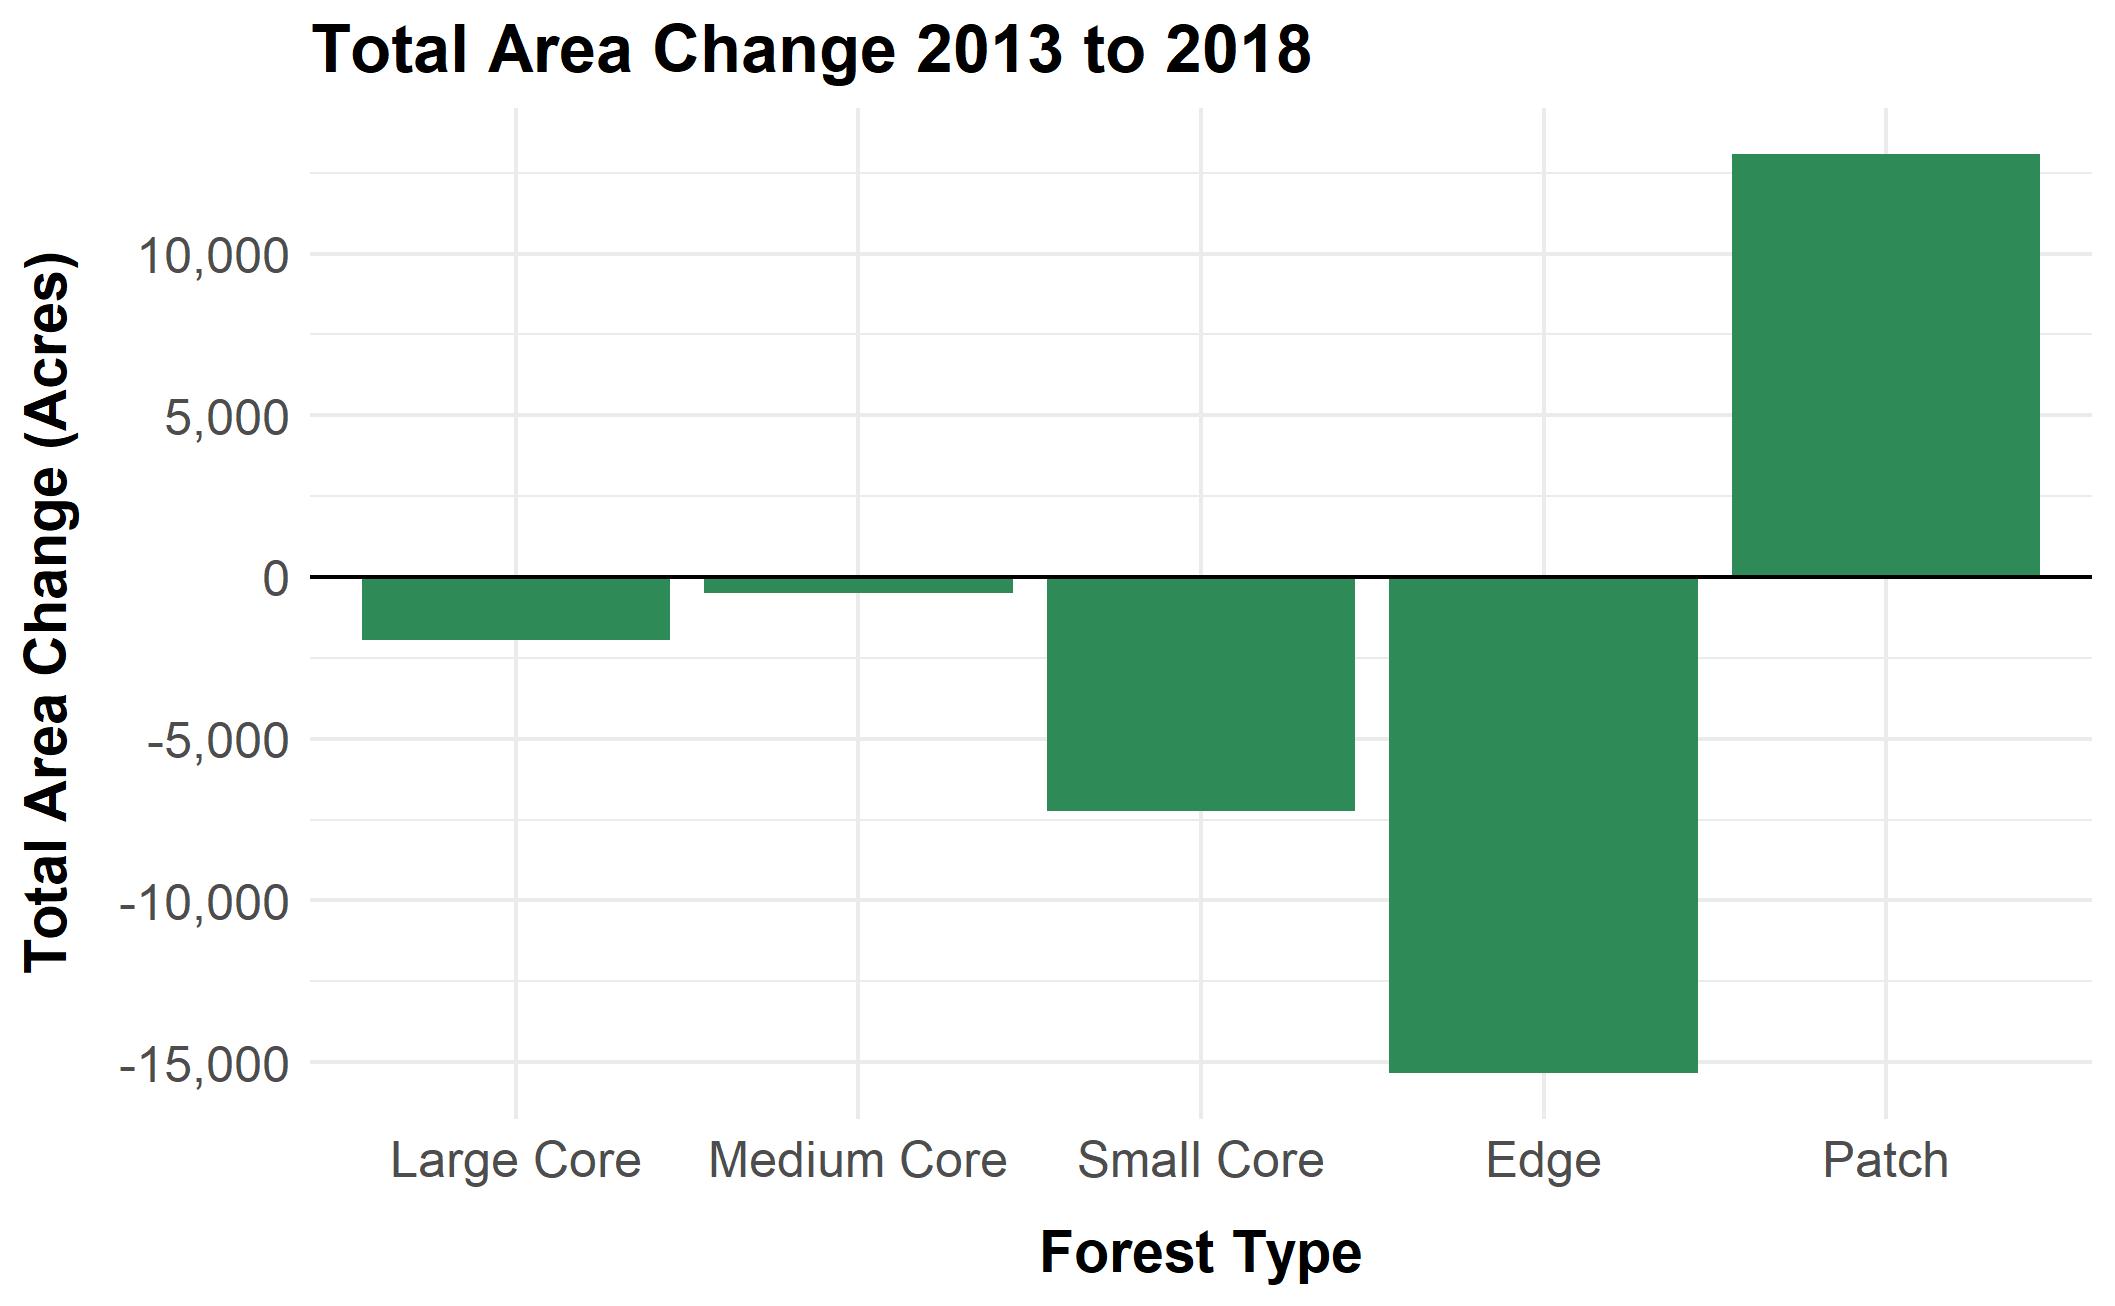 Total Area Change 2013 to 2018
Total Area Change (Acres)
10,000
5,000
0
-5,000
-10,000
-15,000
Large Core
Medium Core
Small Core
Edge
Patch
Forest Type